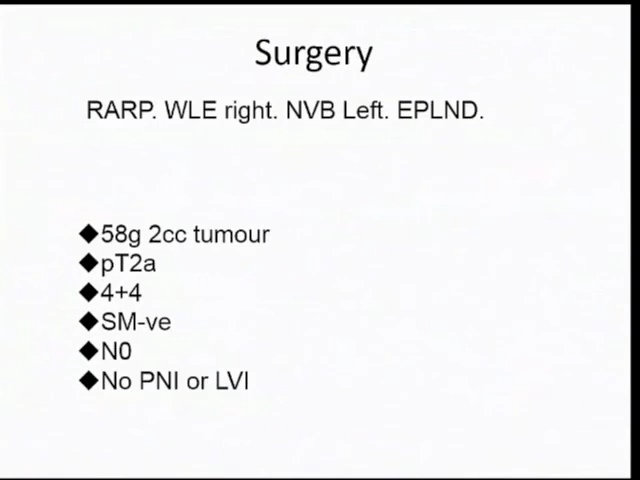 Surgery
RARP. WLE right. NVB Left. EPLND.
◆58g 2cc tumour
◆pT2a
◆4+4
◆SM-ve
◆N0
◆No PNI or LVI